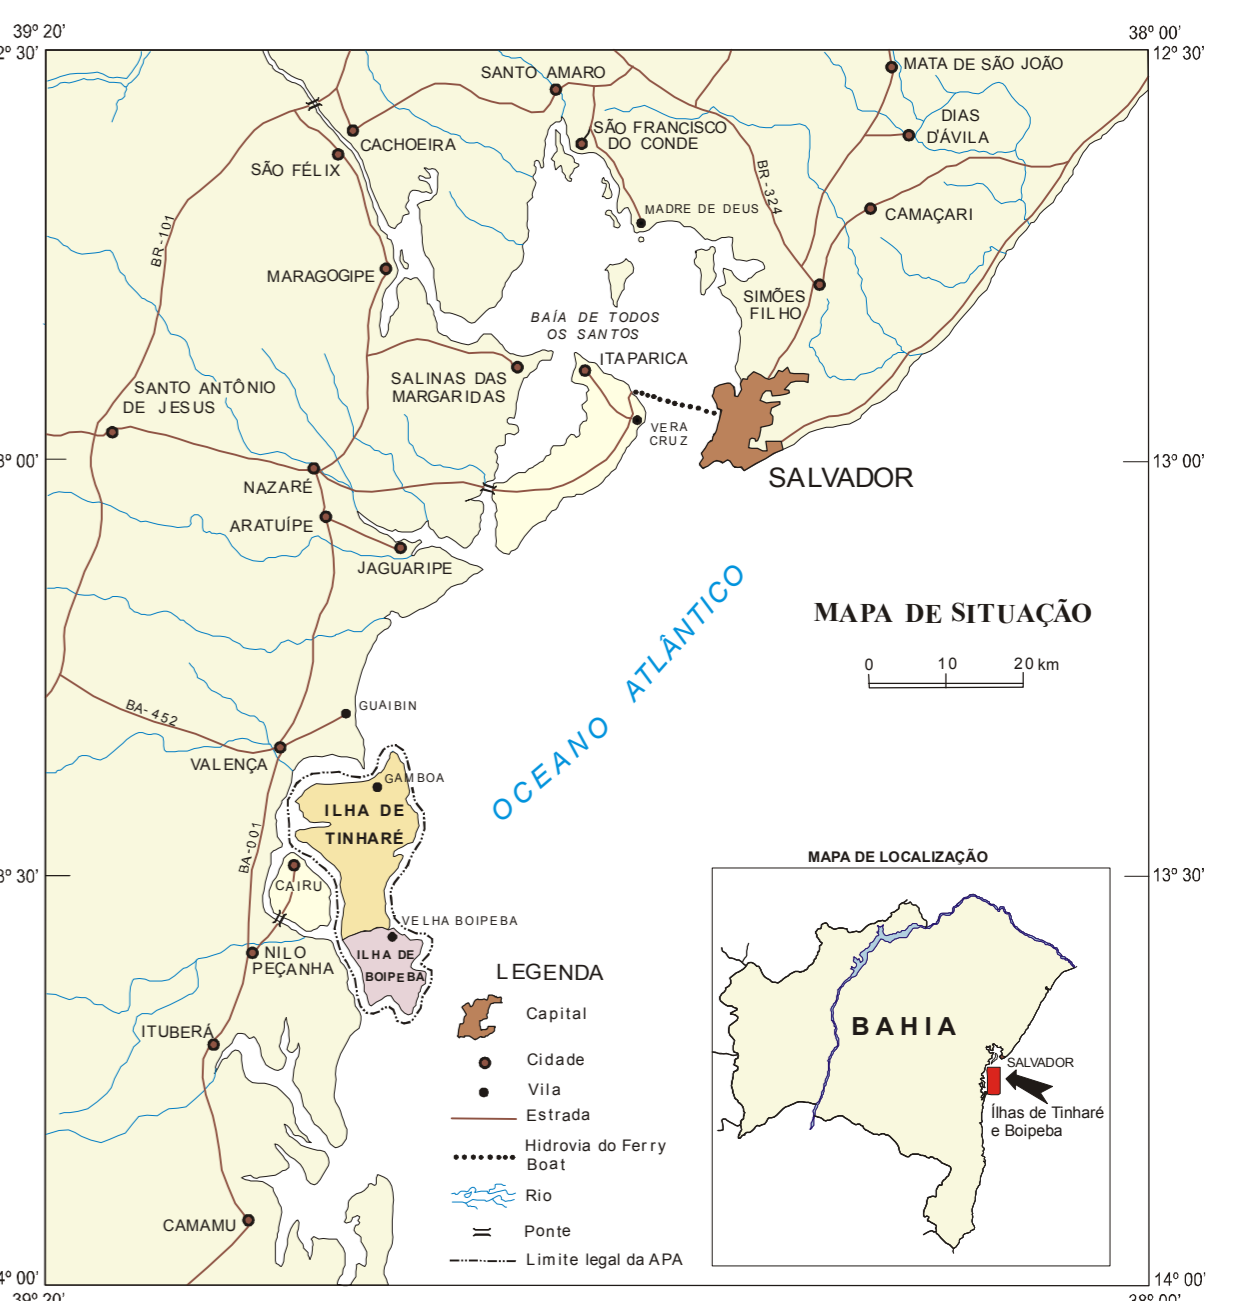 39º 20'
38º 00'
2º 30'
12º 30'
MATA DE SÃO JOÃO
SANTO AMARO
DIAS
D'ÁVILA
SÃO FRANCISCO
DO CONDE
CACHOEIRA
SÃO FÉLIX
BR-324
MADRE DE DEUS
CAMAÇARI
BR-101
MARAGOGIPE
SIMÕES
FILHO
BAÍA DE TODOS
OS SANTOS
ITAPARICA
SALINAS DAS
MARGARIDAS
SANTO ANTÔNIO
DE JESUS
VERA
CRUZ
3º 00'
13º 00'
SALVADOR
NAZARÉ
ARATUÍPE
JAGUARIPE
OCEANO ATLÂNTICO
MAPA DE SITUAÇÃO
0 10 20 km
BA-452
GUAIBIN
VALENÇA
GAMBOA
ILHA DE
TINHARÉ
BA-001
CAIRU
3º 30'
13º 30'
VELHA BOIPEBA
ILHA DE
BOIPEBA
NILO
PEÇANHA
ITUBERÁ
CAMAMU
LEGENDA
Capital
Cidade
Vila
Estrada
Hidrovia do Ferry
Boat
Rio
Ponte
Limite legal da APA
MAPA DE LOCALIZAÇÃO
BAHIA
SALVADOR
Ílhas de Tinharé
e Boipeba
4º 00'
14º 00'
39º 20'
38º 00'